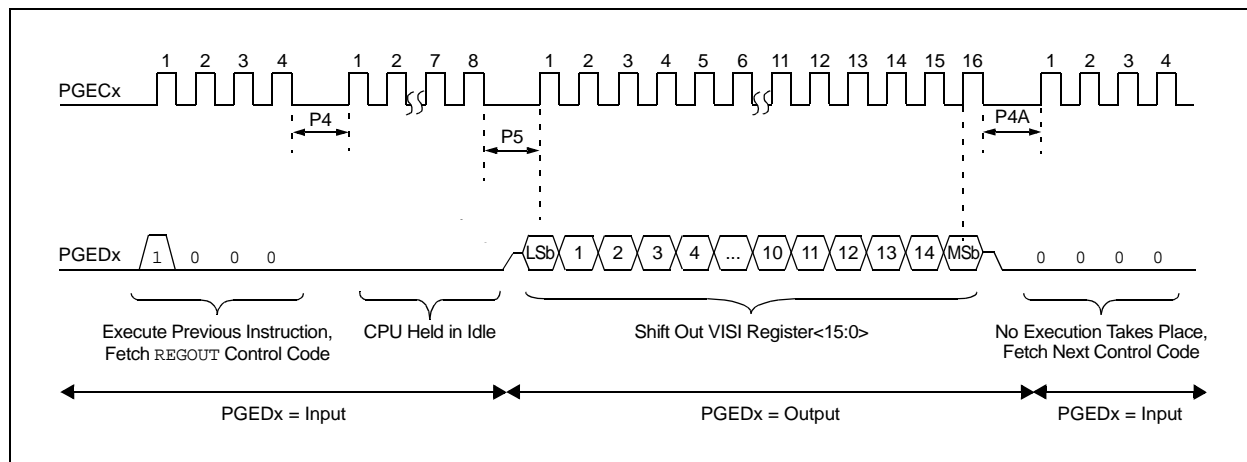 1 2 3 4 1 2 7 8 1 2 3 4 5 6 11 12 13 14 15 16 1 2 3 4
PGECx
P4 P5 P4A
PGEDx 1 0 0 0 LSb 1 2 3 4 ... 10 11 12 13 14 MSb 0 0 0 0
Execute Previous Instruction,
Fetch REGOUT Control Code
CPU Held in Idle
Shift Out VISI Register<15:0>
No Execution Takes Place,
Fetch Next Control Code
PGEDx = Input PGEDx = Output PGEDx = Input